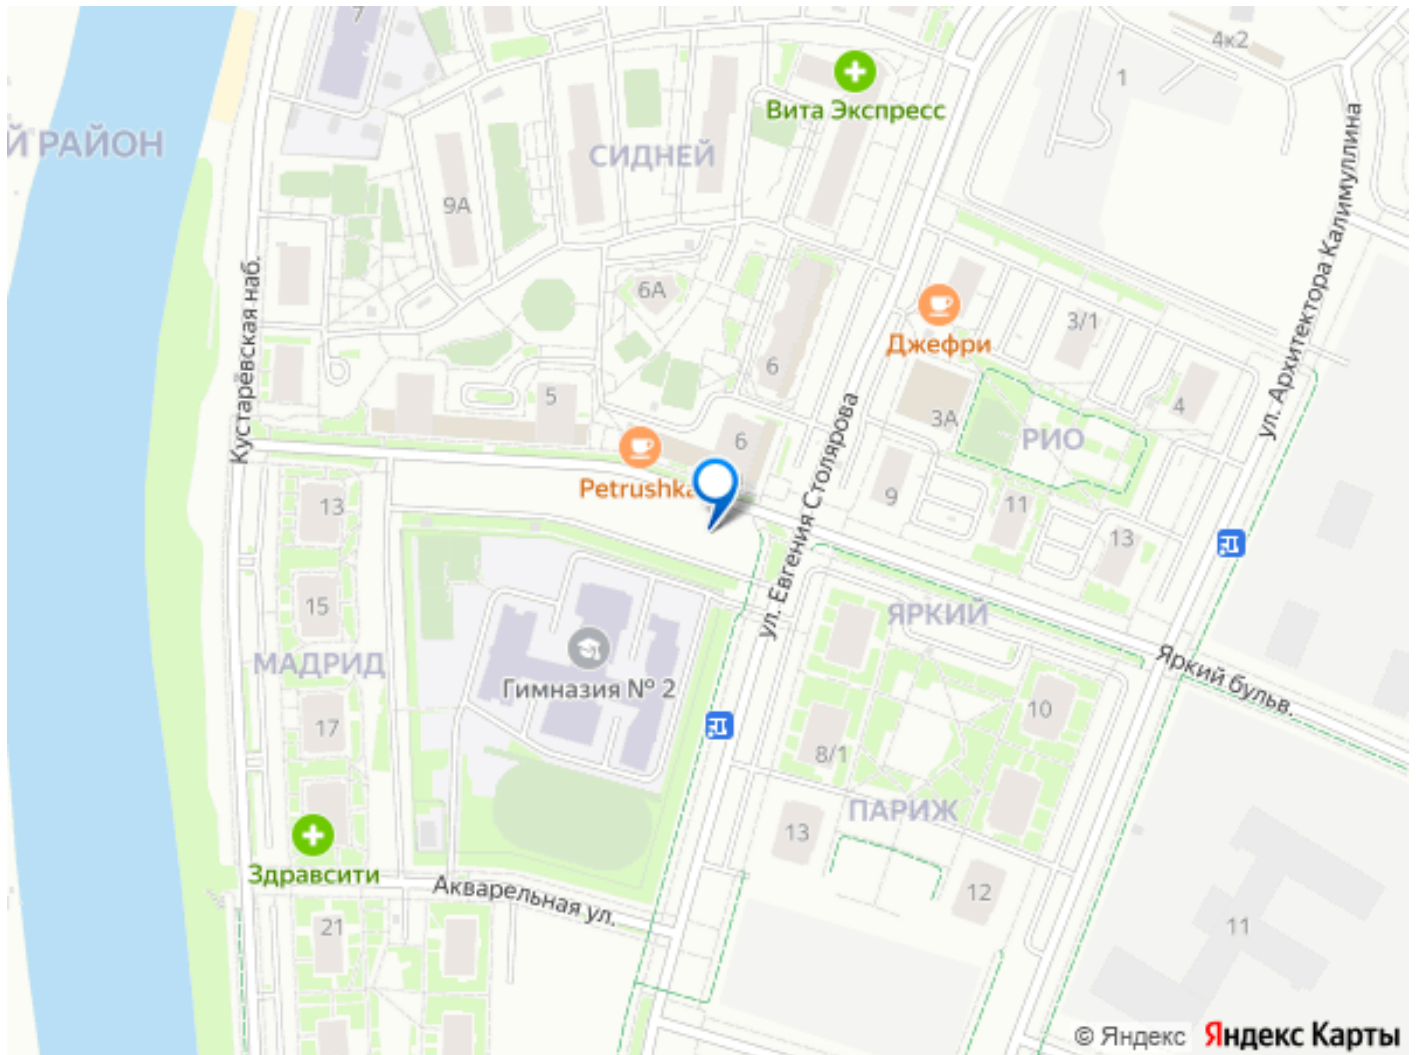 7
4к2
1
Вита Экспресс
Й РАЙОН
СИДНЕЙ
9А
ул. Архитектора Калимуллина
Кустарёвская наб.
6А
3/1
Джефри
6
5
4
3А
РИО
6
ул. Евгения Столярова
Petrushka
9
11
13
13
15
ЯРКИЙ
МАДРИД
Яркий бульв.
Гимназия № 2
17
10
8/1
ПАРИЖ
13
Здравсити
Акварельная ул.
12
21
11
© Яндекс Яндекс Карты